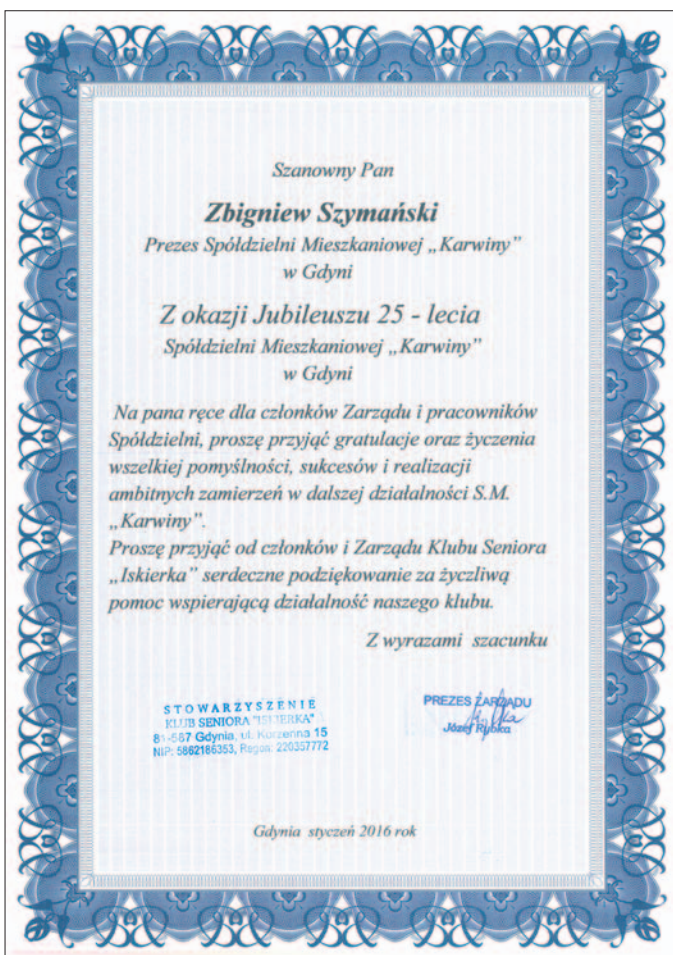 Szanowny Pan
Zbigniew Szymański
Prezes Spółdzielni Mieszkaniowej „Karwiny”
w Gdyni
Z okazji Jubileuszu 25 - lecia
Spółdzielni Mieszkaniowej „Karwiny”
w Gdyni
Na pana ręce dla członków Zarządu i pracowników
Spółdzielni, proszę przyjąć gratulacje oraz życzenia
wszelkiej pomyślności, sukcesów i realizacji
ambitnych zamierzeń w dalszej działalności S.M.
„Karwiny”.
Proszę przyjąć od członków i Zarządu Klubu Seniora
„Iskierka” serdeczne podziękowanie za życzliwą
pomoc wspierającą działalność naszego klubu.
Z wyrazami szacunku
STOWARZYSZENIE
KLUB SENIORA "ISKIERKA"
81-587 Gdynia, ul. Korzenna 15
NIP: 5862186353, Regon: 220357772
PREZES ZARZĄDU
Józef Rybka
Gdynia styczeń 2016 rok